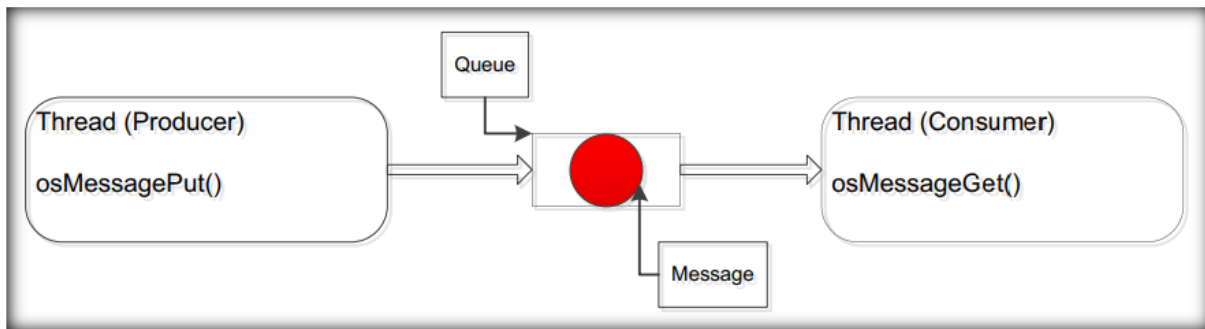 Queue
Thread (Producer)
osMessagePut()
Thread (Consumer)
osMessageGet()
Message